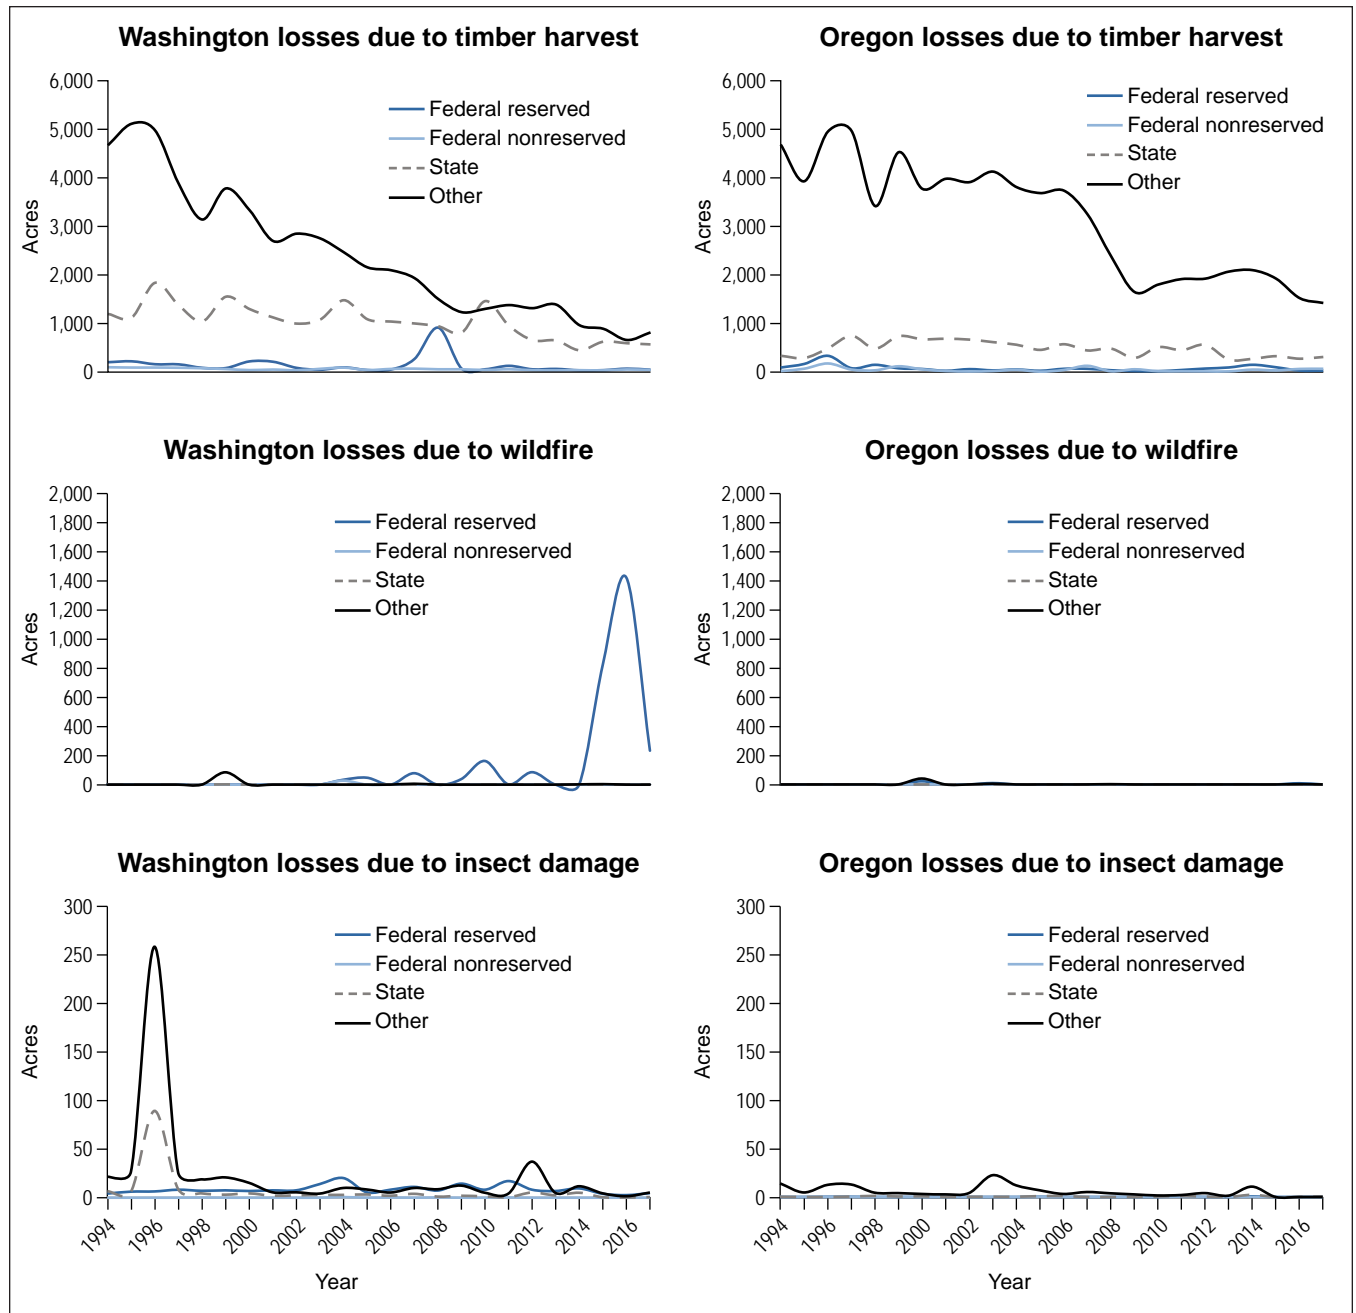 Washington losses due to timber harvest
6,000
5,000
4,000
3,000
2,000
1,000
0
Acres
Federal reserved
Federal nonreserved
State
Other
Oregon losses due to timber harvest
6,000
5,000
4,000
3,000
2,000
1,000
0
Acres
Federal reserved
Federal nonreserved
State
Other
Washington losses due to wildfire
2,000
1,800
1,600
1,400
1,200
1,000
800
600
400
200
0
Acres
Federal reserved
Federal nonreserved
State
Other
Oregon losses due to wildfire
2,000
1,800
1,600
1,400
1,200
1,000
800
600
400
200
0
Acres
Federal reserved
Federal nonreserved
State
Other
Washington losses due to insect damage
300
250
200
150
100
50
0
Acres
Federal reserved
Federal nonreserved
State
Other
1994 1996 1998 2000 2002 2004 2006 2008 2010 2012 2014 2016
Year
Oregon losses due to insect damage
300
250
200
150
100
50
0
Acres
Federal reserved
Federal nonreserved
State
Other
1994 1996 1998 2000 2002 2004 2006 2008 2010 2012 2014 2016
Year